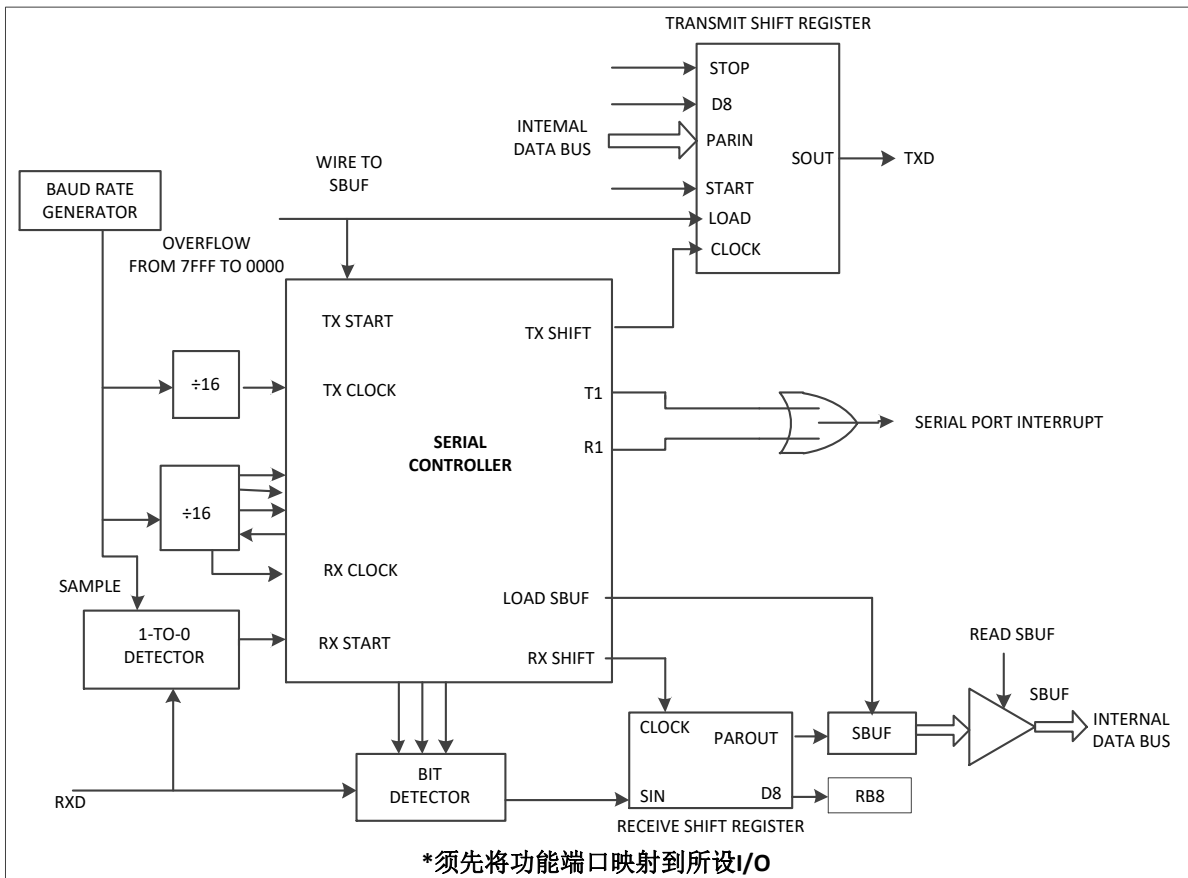 TRANSMIT SHIFT REGISTER
STOP
D8
INTEMAL
DATA BUS
PARIN
SOUT
TXD
WIRE TO
SBUF
START
BAUD RATE
GENERATOR
LOAD
OVERFLOW
FROM 7FFF TO 0000
CLOCK
TX START
TX SHIFT
÷16
TX CLOCK
T1
SERIAL PORT INTERRUPT
SERIAL
CONTROLLER
R1
÷16
RX CLOCK
SAMPLE
LOAD SBUF
1-TO-0
DETECTOR
RX START
RX SHIFT
READ SBUF
SBUF
CLOCK
PAROUT
SBUF
INTERNAL
DATA BUS
BIT
DETECTOR
RXD
SIN
D8
RB8
RECEIVE SHIFT REGISTER
*须先将功能端口映射到所设I/O